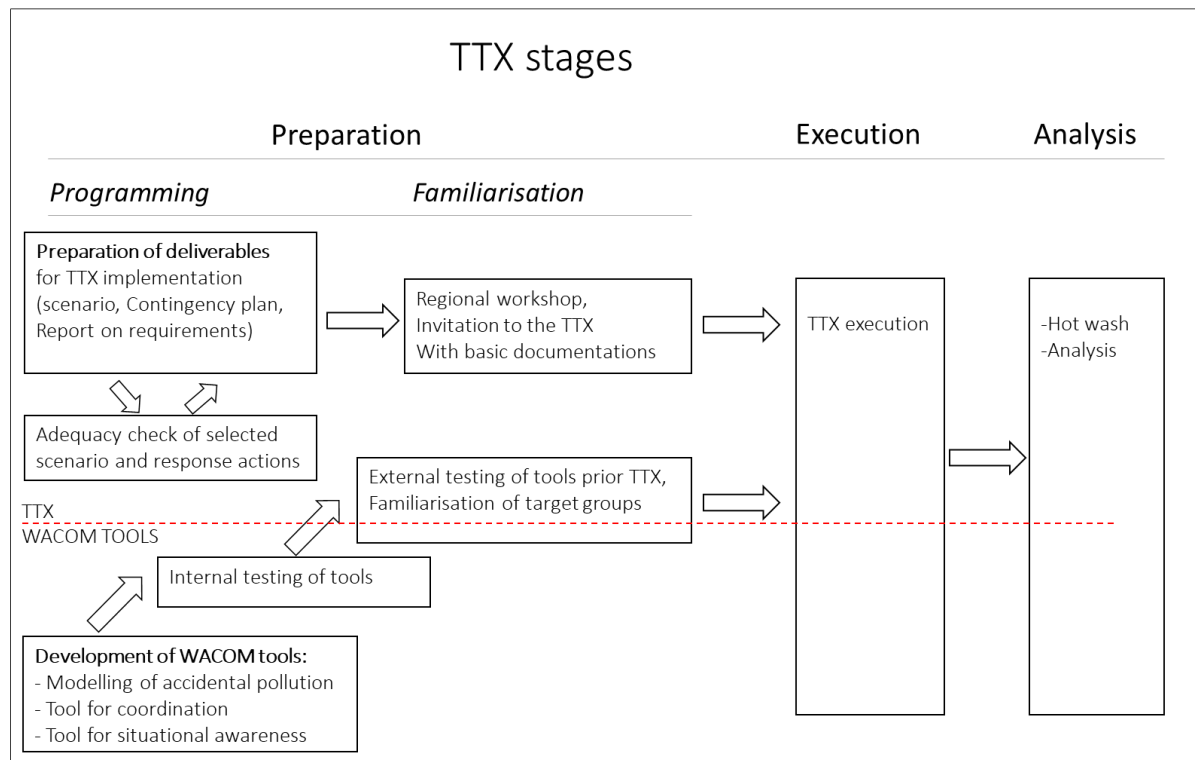 TTX stages
Preparation
Execution
Analysis
Programming
Familiarisation
Preparation of deliverables
for TTX implementation
(scenario, Contingency plan,
Report on requirements)
Regional workshop,
Invitation to the TTX
With basic documentations
TTX execution
-Hot wash
-Analysis
Adequacy check of selected
scenario and response actions
External testing of tools prior TTX,
Familiarisation of target groups
TTX
WACOM TOOLS
Internal testing of tools
Development of WACOM tools:
- Modelling of accidental pollution
- Tool for coordination
- Tool for situational awareness